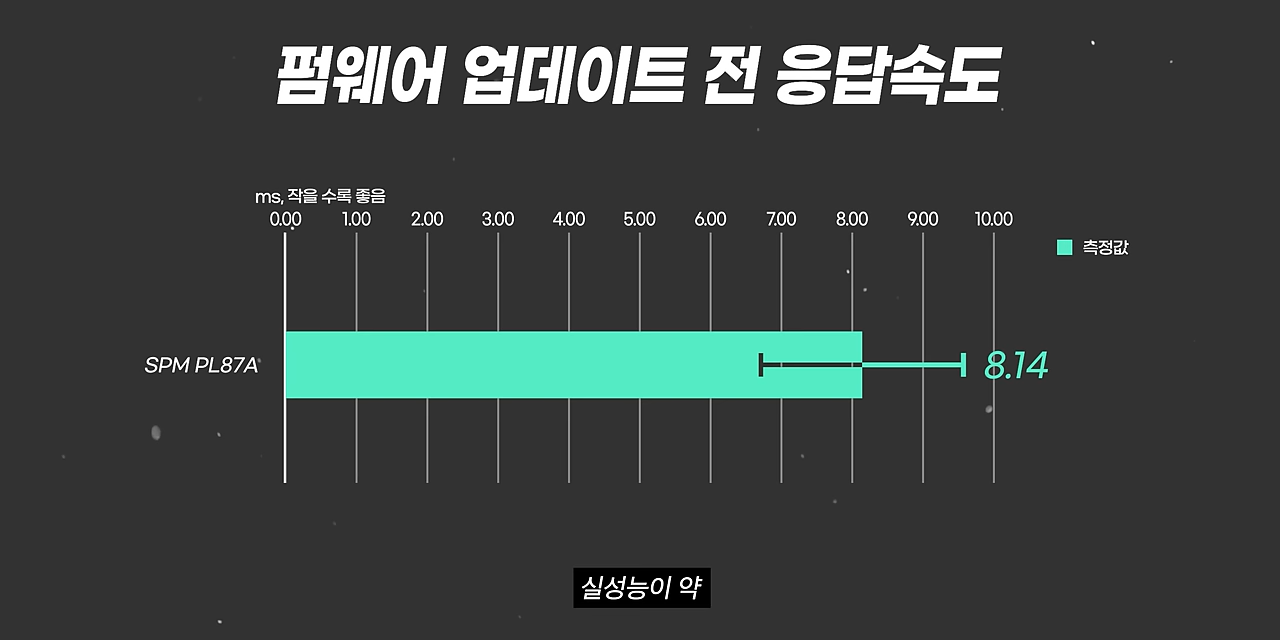 펌웨어 업데이트 전 응답속도
ms, 작을 수록 좋음
0.00 1.00 2.00 3.00 4.00 5.00 6.00 7.00 8.00 9.00 10.00
측정값
SPM PL87A
8.14
실성능이 약